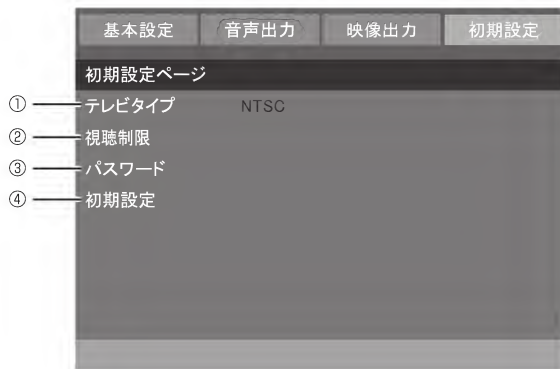 基本設定 音声出力 映像出力 初期設定
初期設定ページ
① テレビタイプ NTSC
② 視聴制限
③ パスワード
④ 初期設定